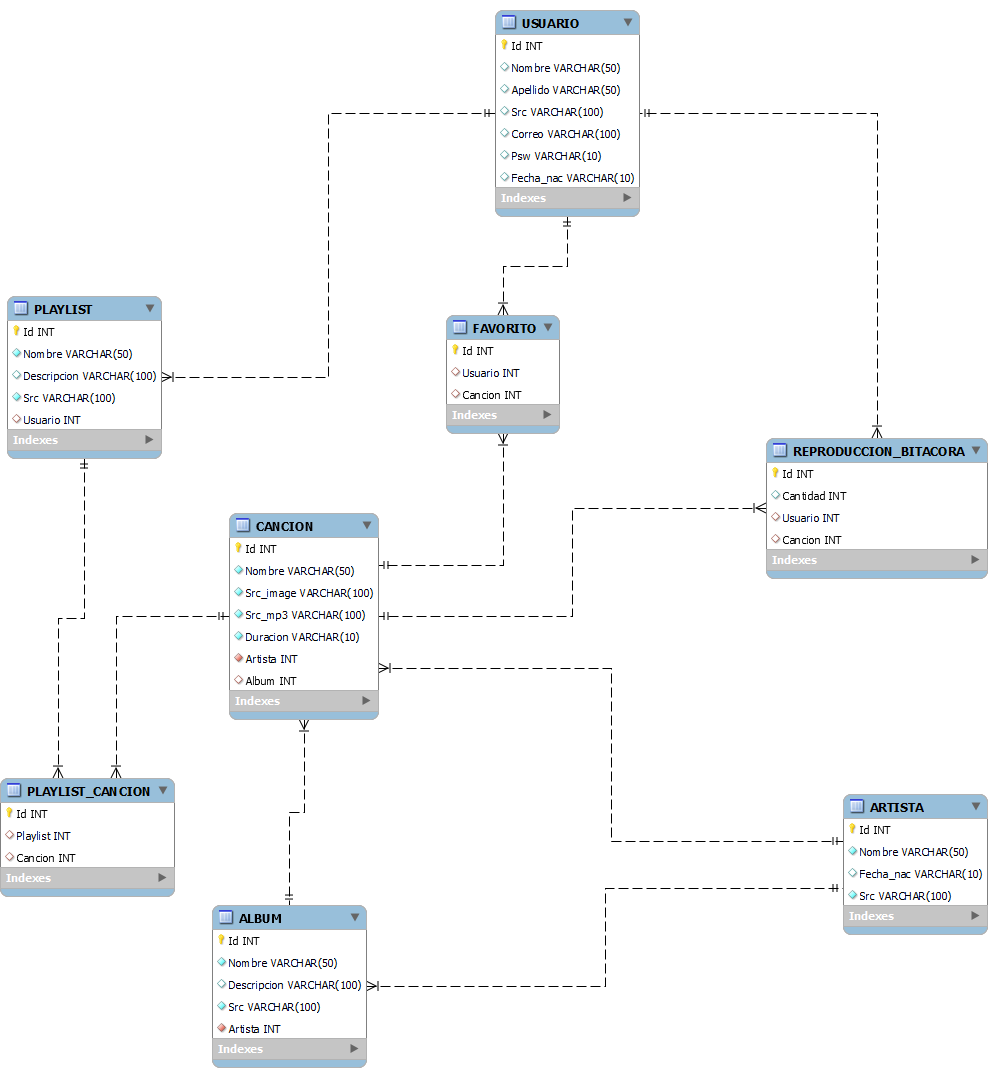 USUARIO
Id INT
Nombre VARCHAR(50)
Apellido VARCHAR(50)
Src VARCHAR(100)
Correo VARCHAR(100)
Psw VARCHAR(10)
Fecha_nac VARCHAR(10)
Indexes
PLAYLIST
Id INT
Nombre VARCHAR(50)
Descripcion VARCHAR(100)
Src VARCHAR(100)
Usuario INT
Indexes
FAVORITO
Id INT
Usuario INT
Cancion INT
Indexes
REPRODUCCION_BITACORA
Id INT
Cantidad INT
Usuario INT
Cancion INT
Indexes
CANCION
Id INT
Nombre VARCHAR(50)
Src_image VARCHAR(100)
Src_mp3 VARCHAR(100)
Duracion VARCHAR(10)
Artista INT
Album INT
Indexes
PLAYLIST_CANCION
Id INT
Playlist INT
Cancion INT
Indexes
ARTISTA
Id INT
Nombre VARCHAR(50)
Fecha_nac VARCHAR(10)
Src VARCHAR(100)
Indexes
ALBUM
Id INT
Nombre VARCHAR(50)
Descripcion VARCHAR(100)
Src VARCHAR(100)
Artista INT
Indexes